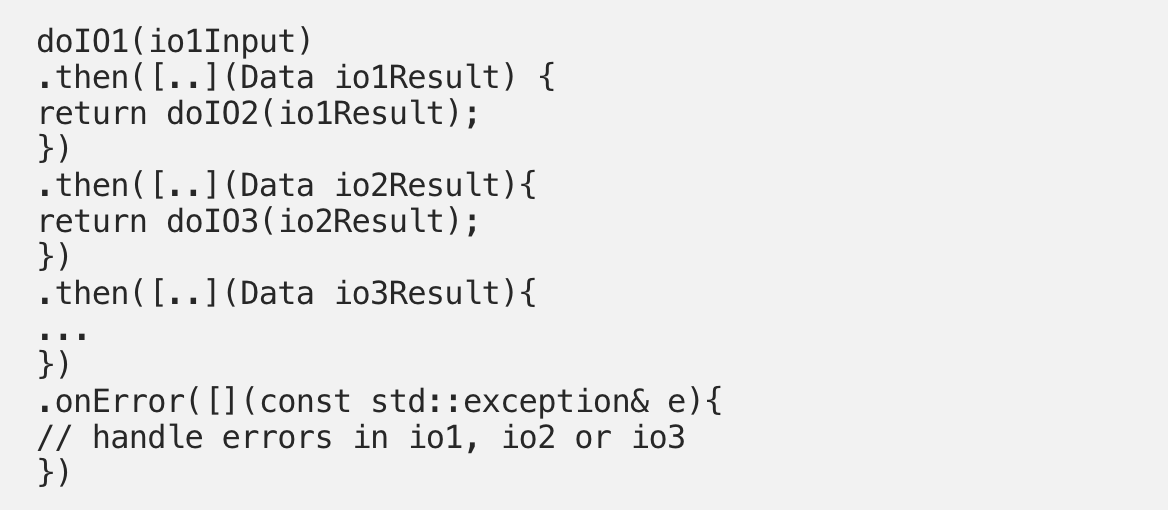 doIO1(io1Input)
.then([..](Data io1Result) {
return doIO2(io1Result);
})
.then([..](Data io2Result){
return doIO3(io2Result);
})
.then([..](Data io3Result){
...
})
.onError([](const std::exception& e){
// handle errors in io1, io2 or io3
})